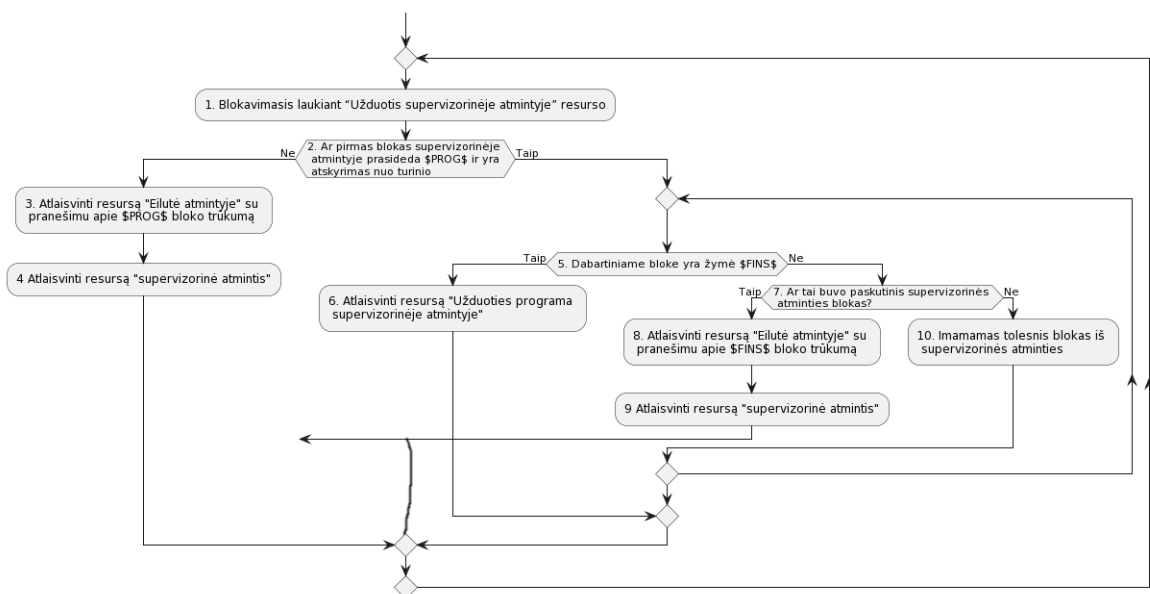 1. Blokavimasis laukiant “Užduotis supervizorinėje atmintyje” resurso
Ne
2. Ar pirmas blokas supervizorinėje
atmintyje prasideda $PROG$ ir yra
atskyrimas nuo turinio
Taip
3. Atlaisvinti resursą "Eilutė atmintyje" su
pranešimu apie $PROG$ bloko trūkumą
4 Atlaisvinti resursą "supervizorinė atmintis"
Taip
5. Dabartiniame bloke yra žymė $FINS$
Ne
6. Atlaisvinti resursą "Užduoties programa
supervizorinėje atmintyje"
Taip
7. Ar tai buvo paskutinis supervizorinės
atminties blokas?
Ne
8. Atlaisvinti resursą "Eilutė atmintyje" su
pranešimu apie $FINS$ bloko trūkumą
9 Atlaisvinti resursą "supervizorinė atmintis"
10. Imamamas tolesnis blokas iš
supervizorinės atminties